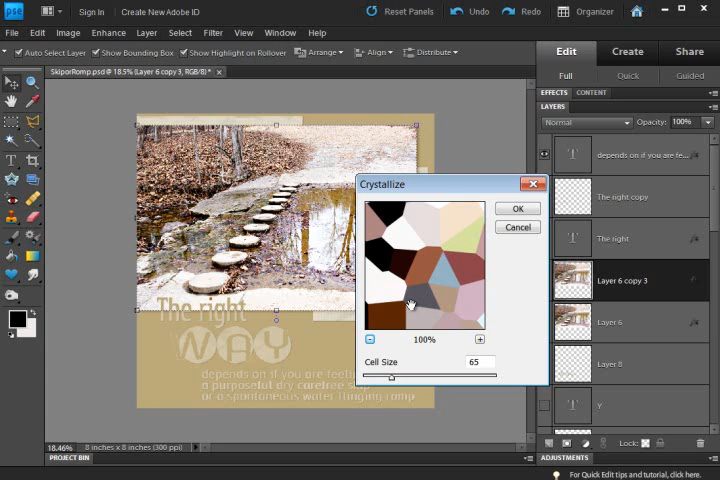 pse Sign In Create New Adobe ID Reset Panels Undo Redo Organizer
File Edit Image Enhance Layer Select Filter View Window Help
Auto Select Layer Show Bounding Box Show Highlight on Rollover Arrange Align Distribute
Edit Create Share
SkiporRomp.psd @ 18.5% (Layer 6 copy 3, RGB/8) * ×
Full Quick Guided
EFFECTS CONTENT
LAYERS
Normal Opacity: 100%
T depends on if you are fe...
The right copy
T The right
Layer 6 copy 3
Layer 6
Layer 8
T Y
Lock:
ADJUSTMENTS
Crystallize
OK
Cancel
100%
Cell Size 65
The right
WAY
depends on if you are feeli
a purposeful dry carefree skip
or a spontaneous water flinging romp
18.46% 8 inches x 8 inches (300 ppi)
PROJECT BIN
For Quick Edit tips and tutorial, click here.